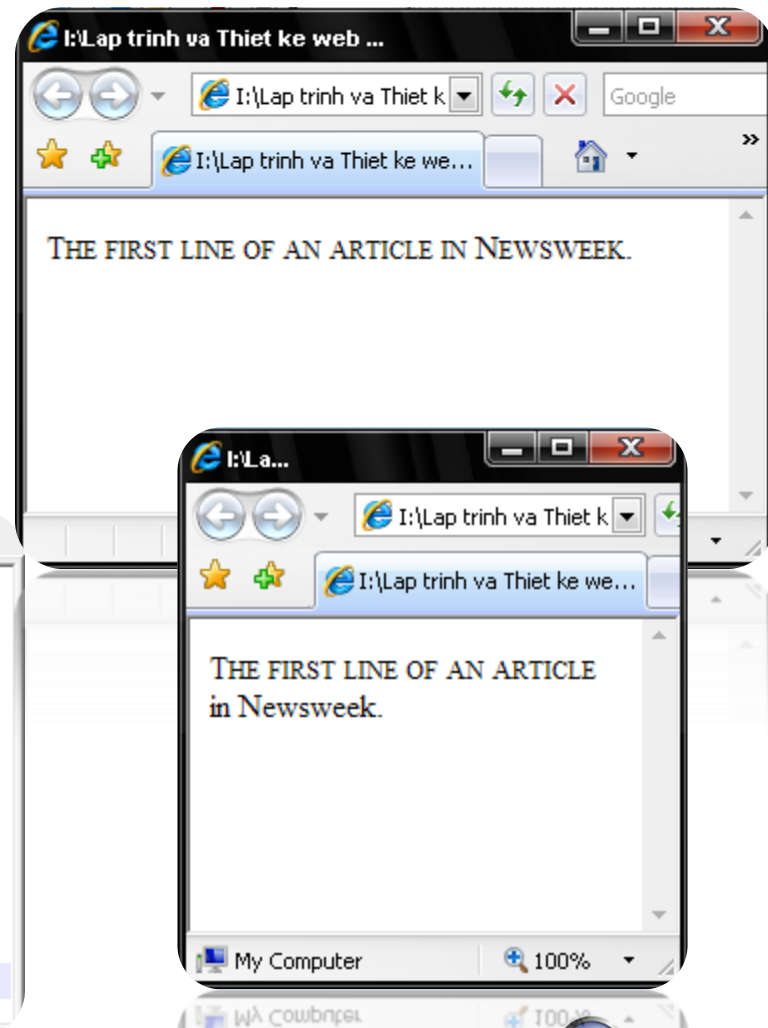 I:\Lap trinh va Thiet ke web ...
I:\Lap trinh va Thiet k
Google
I:\Lap trinh va Thiet ke we...
»
THE FIRST LINE OF AN ARTICLE IN NEWSWEEK.
I:\La...
I:\Lap trinh va Thiet k
I:\Lap trinh va Thiet ke we...
THE FIRST LINE OF AN ARTICLE
in Newsweek.
My Computer
100%